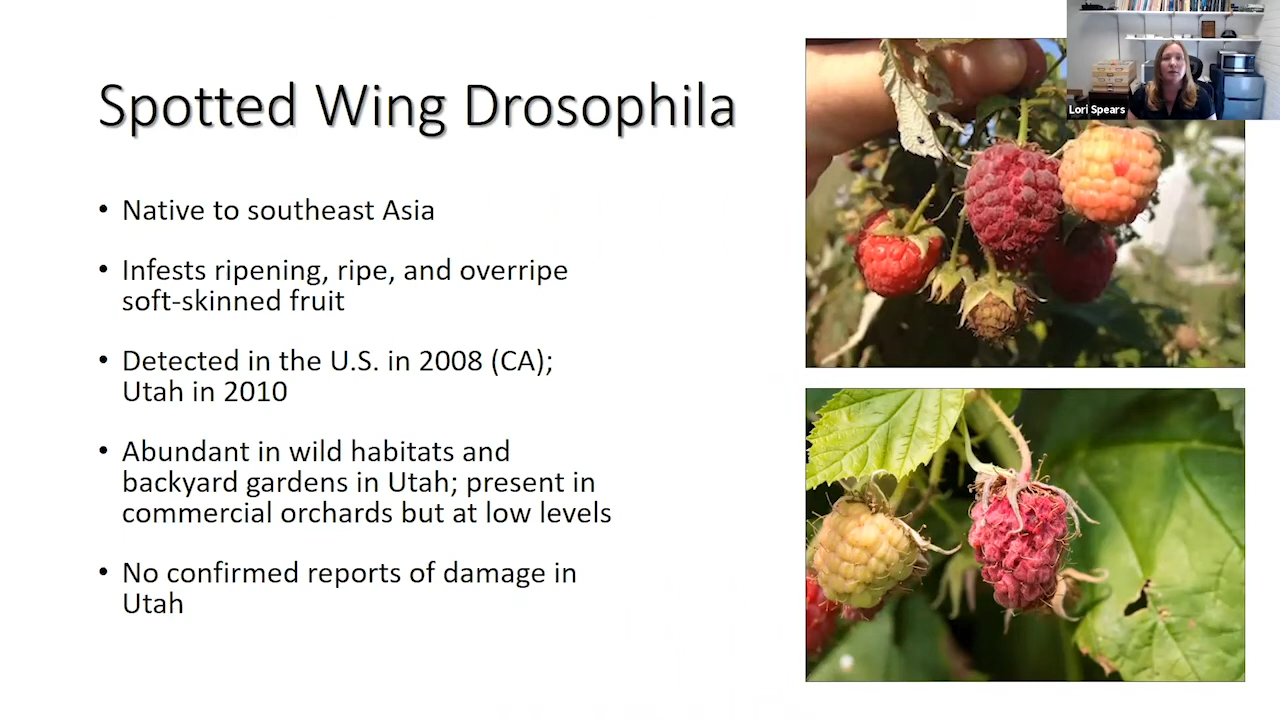 Spotted Wing Drosophila
Lori Spears
• Native to southeast Asia
• Infests ripening, ripe, and overripe
soft-skinned fruit
• Detected in the U.S. in 2008 (CA);
Utah in 2010
• Abundant in wild habitats and
backyard gardens in Utah; present in
commercial orchards but at low levels
• No confirmed reports of damage in
Utah